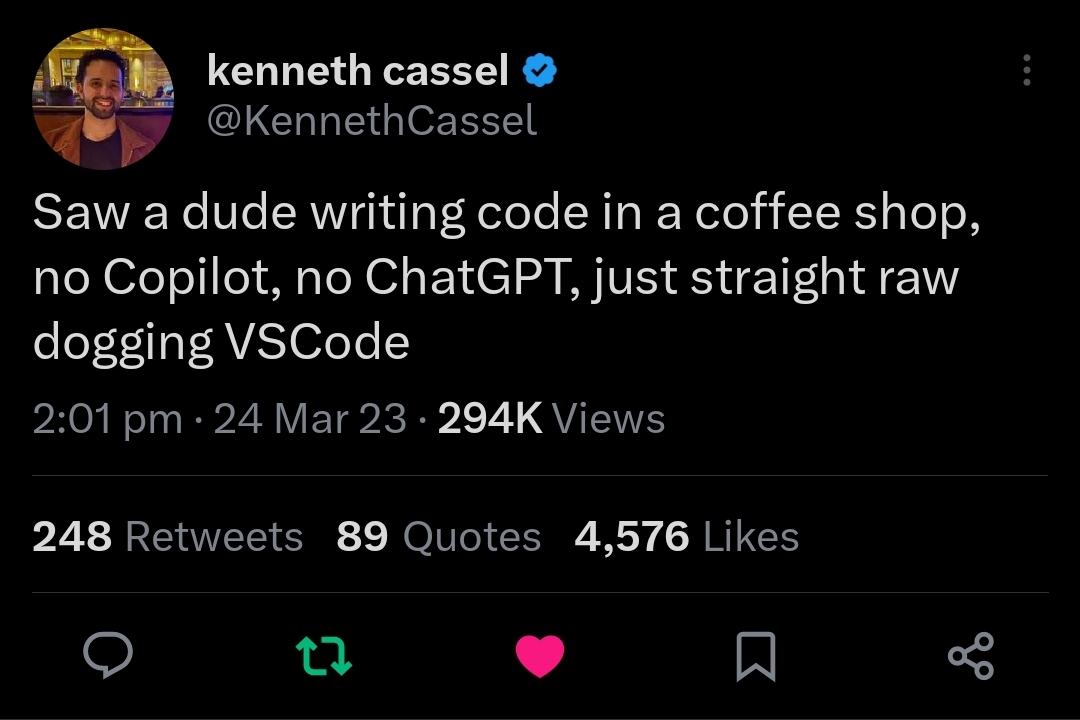 kenneth cassel
@KennethCassel
Saw a dude writing code in a coffee shop,
no Copilot, no ChatGPT, just straight raw
dogging VSCode
2:01 pm · 24 Mar 23 · 294K Views
248 Retweets 89 Quotes 4,576 Likes